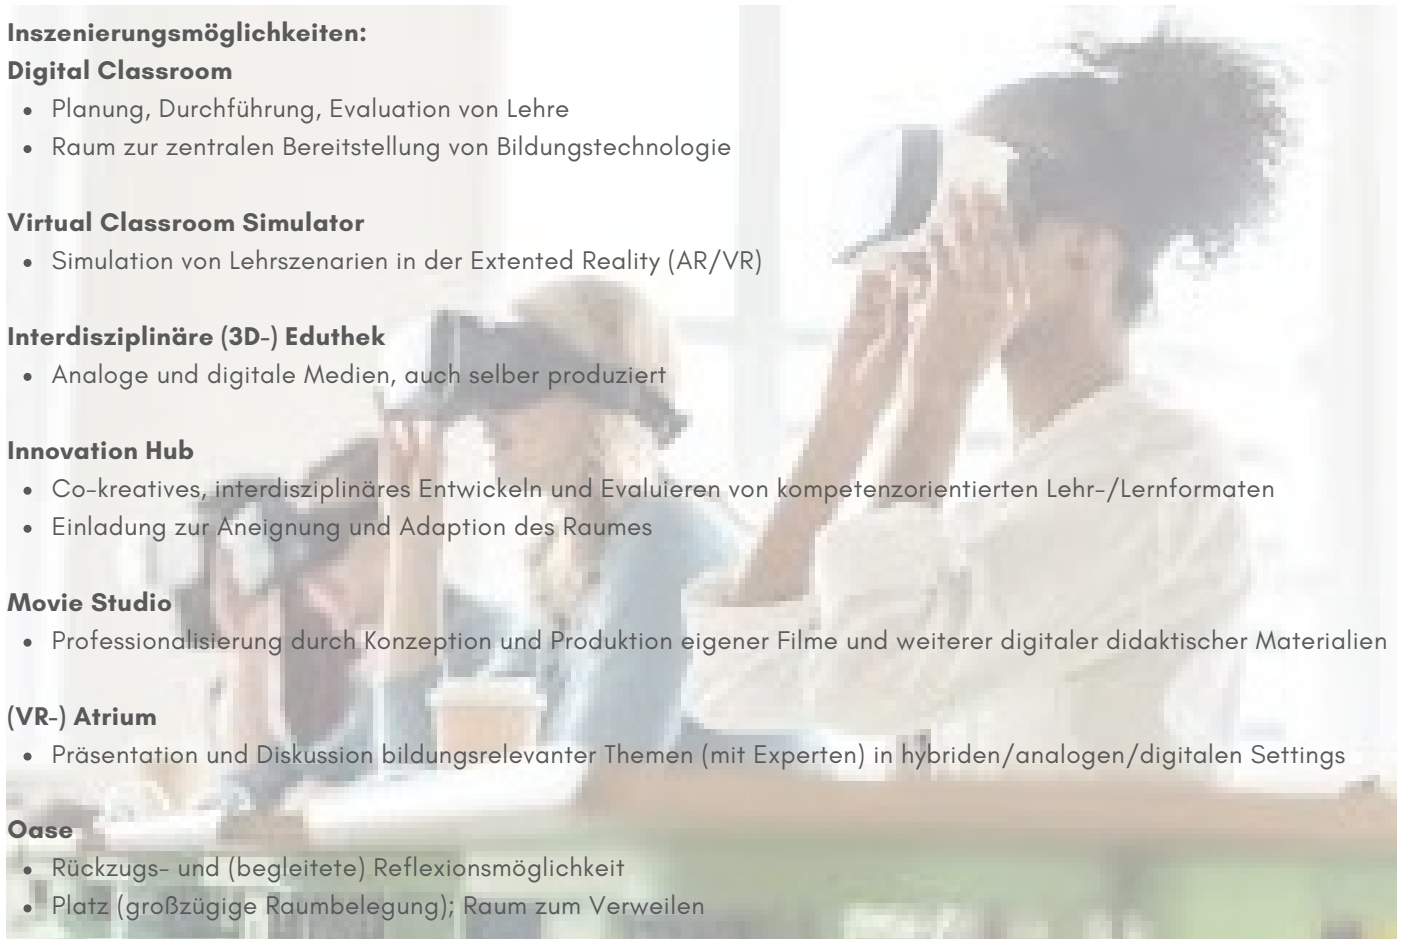 Inszenierungsmöglichkeiten:
Digital Classroom
• Planung, Durchführung, Evaluation von Lehre
• Raum zur zentralen Bereitstellung von Bildungstechnologie
Virtual Classroom Simulator
• Simulation von Lehrszenarien in der Extented Reality (AR/VR)
Interdisziplinäre (3D-) Eduthek
• Analoge und digitale Medien, auch selber produziert
Innovation Hub
• Co-kreatives, interdisziplinäres Entwickeln und Evaluieren von kompetenzorientierten Lehr-/Lernformaten
• Einladung zur Aneignung und Adaption des Raumes
Movie Studio
• Professionalisierung durch Konzeption und Produktion eigener Filme und weiterer digitaler didaktischer Materialien
(VR-) Atrium
• Präsentation und Diskussion bildungsrelevanter Themen (mit Experten) in hybriden/analogen/digitalen Settings
Oase
• Rückzugs- und (begleitete) Reflexionsmöglichkeit
• Platz (großzügige Raumbelegung); Raum zum Verweilen